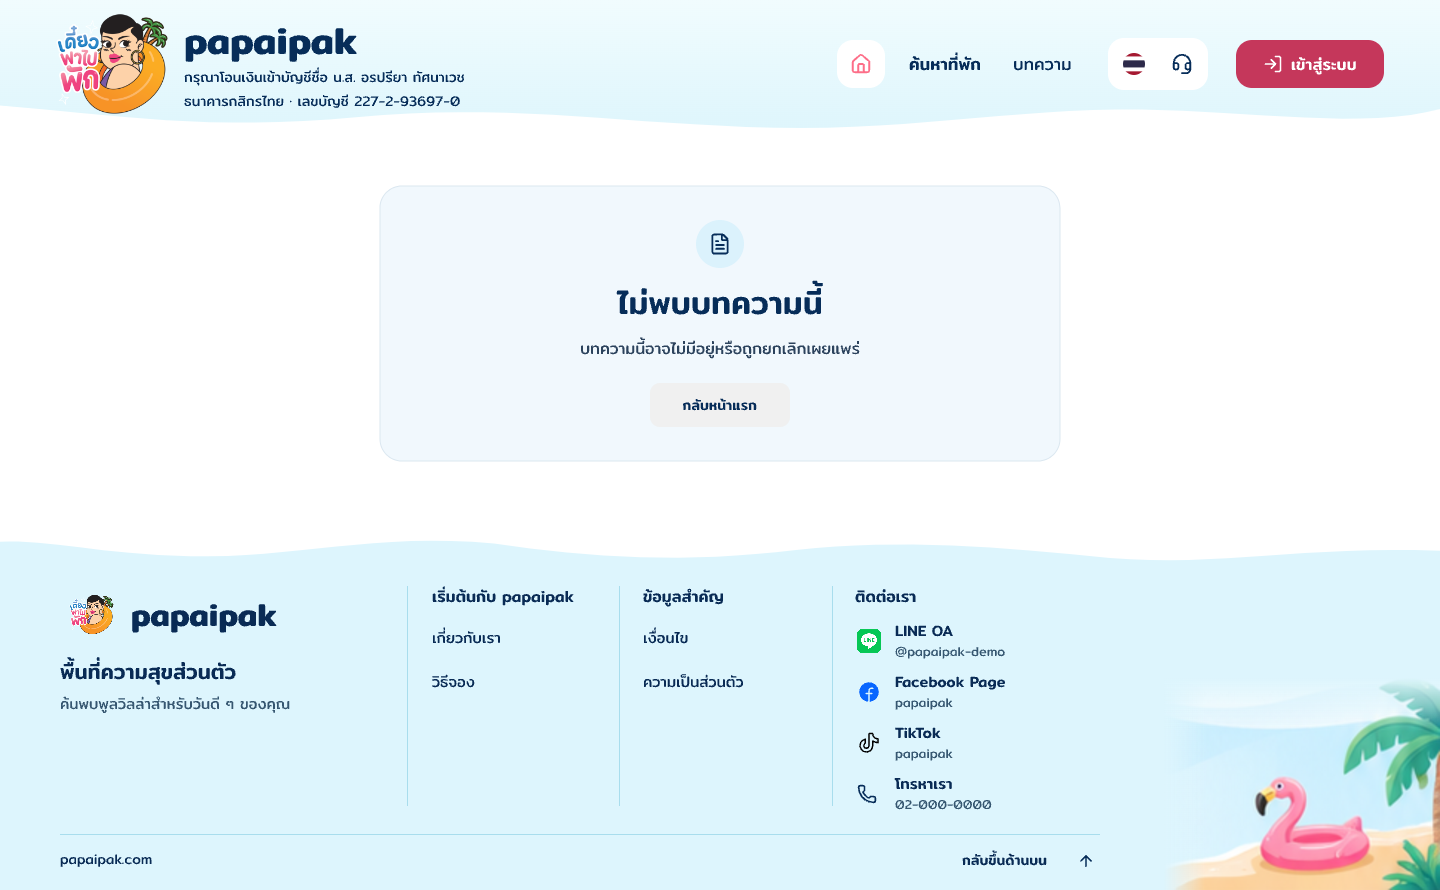 เดี๋ยว
พาไป
พัก
papaipak
กรุณาโอนเงินเข้าบัญชีชื่อ น.ส. อรปรียา ทัศนาเวช
ธนาคารกสิกรไทย · เลขบัญชี 227-2-93697-0
ค้นหาที่พัก
บทความ
เข้าสู่ระบบ
ไม่พบบทความนี้
บทความนี้อาจไม่มีอยู่หรือถูกยกเลิกเผยแพร่
กลับหน้าแรก
เดี๋ยว
พาไป
พัก
papaipak
พื้นที่ความสุขส่วนตัว
ค้นพบพูลวิลล่าสำหรับวันดี ๆ ของคุณ
เริ่มต้นกับ papaipak
เกี่ยวกับเรา
วิธีจอง
ข้อมูลสำคัญ
เงื่อนไข
ความเป็นส่วนตัว
ติดต่อเรา
LINE
LINE OA
@papaipak-demo
Facebook Page
papaipak
TikTok
papaipak
โทรหาเรา
02-000-0000
papaipak.com
กลับขึ้นด้านบน